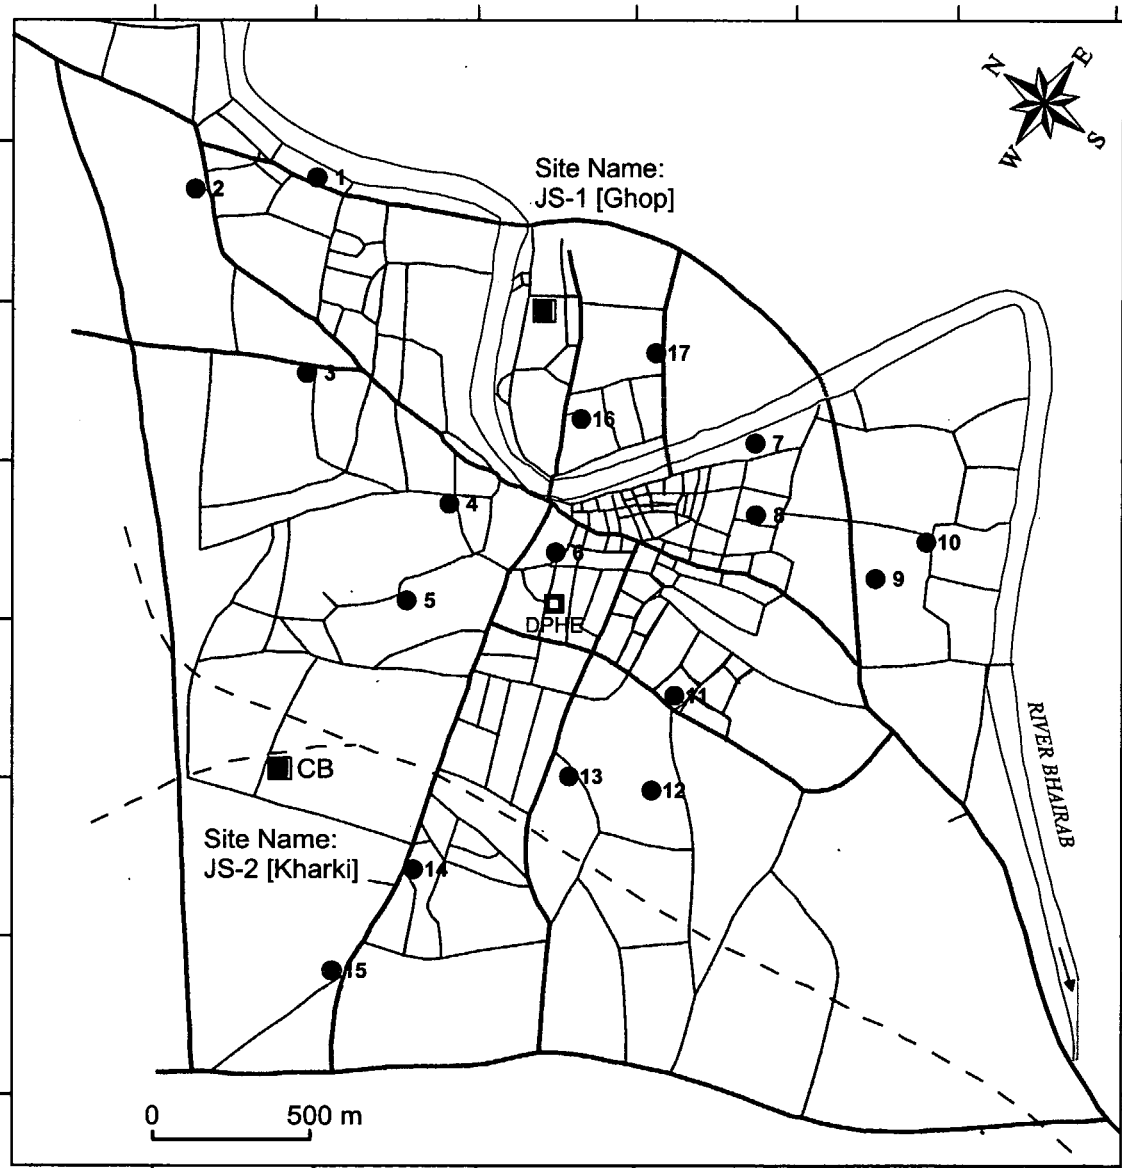 N
E
W
S
Site Name:
JS-1 [Ghop]
1
2
17
3
16
7
4
8
10
6
9
5
DPHE
11
RIVER BHAIRAB
CB
13
12
Site Name:
JS-2 [Kharki]
14
15
0 500 m